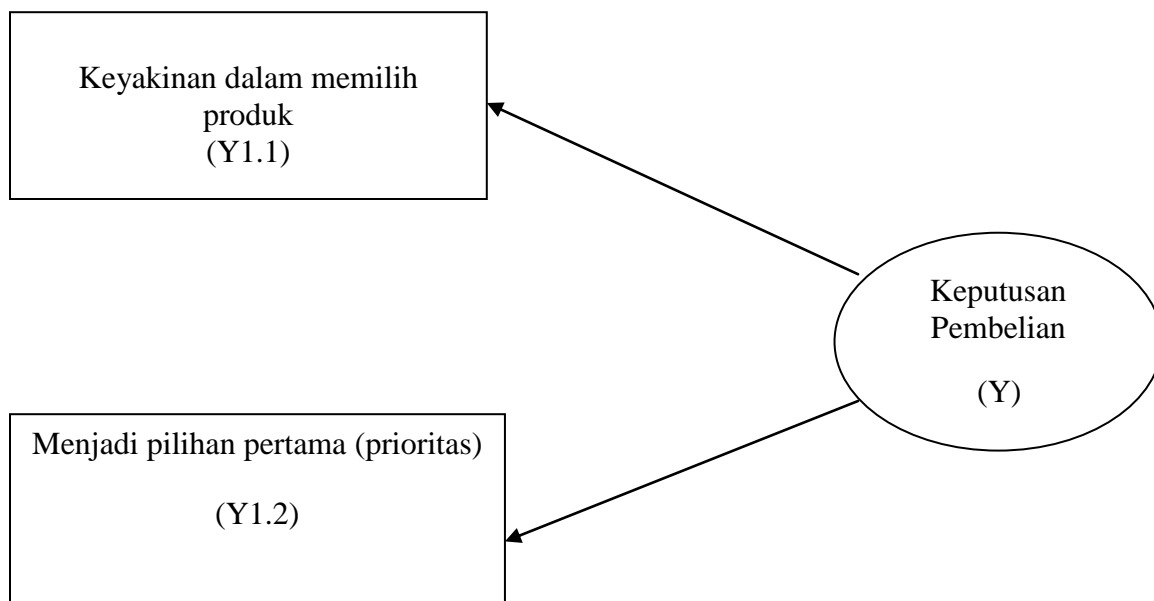 Keyakinan dalam memilih
produk
(Y1.1)
Keputusan
Pembelian
(Y)
Menjadi pilihan pertama (prioritas)
(Y1.2)